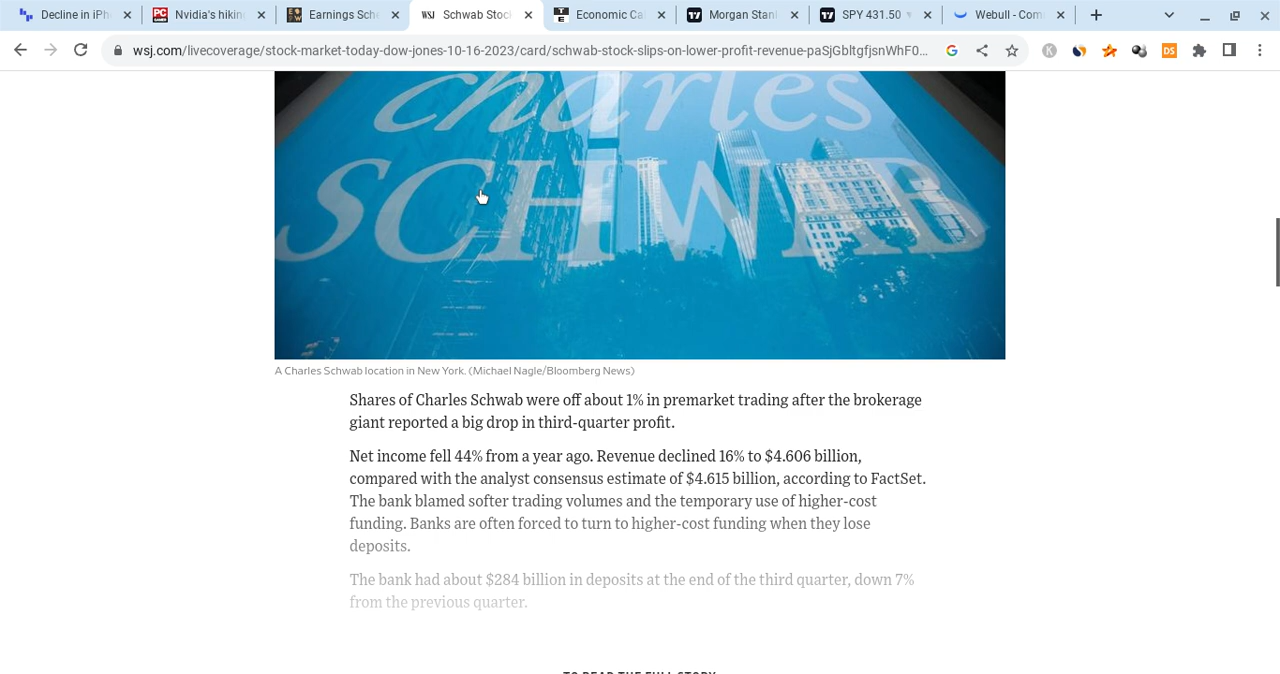 Decline in iPh
Nvidia's hikin
Earnings Sche
WSJ Schwab Stoc
Economic Ca
Morgan Stan
SPY 431.50
Webull - Com
wsj.com/livecoverage/stock-market-today-dow-jones-10-16-2023/card/schwab-stock-slips-on-lower-profit-revenue-paSjGbltgfjsnWhF0…
charles
SCHWAB
A Charles Schwab location in New York. (Michael Nagle/Bloomberg News)
Shares of Charles Schwab were off about 1% in premarket trading after the brokerage
giant reported a big drop in third-quarter profit.
Net income fell 44% from a year ago. Revenue declined 16% to $4.606 billion,
compared with the analyst consensus estimate of $4.615 billion, according to FactSet.
The bank blamed softer trading volumes and the temporary use of higher-cost
funding. Banks are often forced to turn to higher-cost funding when they lose
deposits.
The bank had about $284 billion in deposits at the end of the third quarter, down 7%
from the previous quarter.
TO READ THE FULL STORY